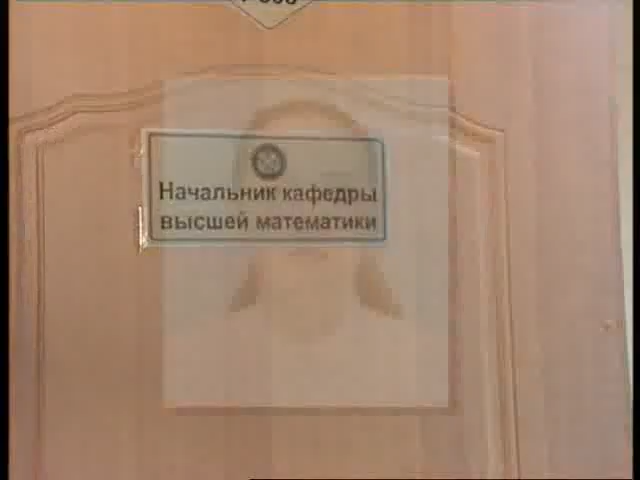 Начальник кафедры
высшей математики